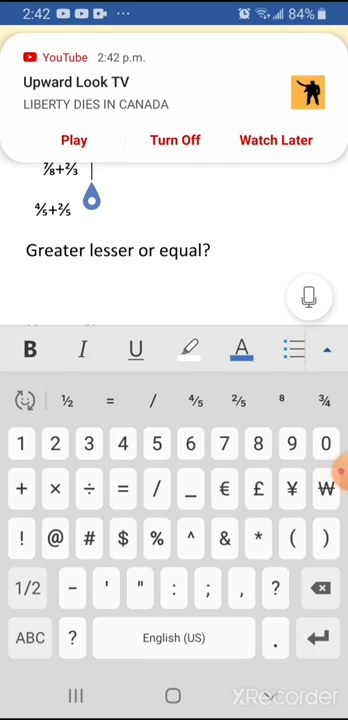 2:42 ... 84%
YouTube 2:42 p.m.
Upward Look TV
LIBERTY DIES IN CANADA
Play Turn Off Watch Later
⅞+⅔
⅘+⅖
Greater lesser or equal?
B I U A
½ = / ⅘ ⅖ 8 ¾
1 2 3 4 5 6 7 8 9 0
+ × ÷ = / _ € £ ¥ ₩
! @ # $ % ^ & * ( )
1/2 - ' " : ; , ?
ABC ? English (US) .
XRecorder